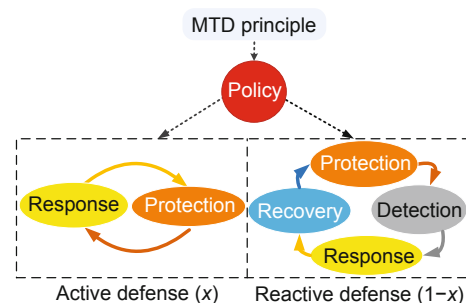 MTD principle
Policy
Response
Protection
Protection
Recovery
Detection
Response
Active defense (x)
Reactive defense (1−x)